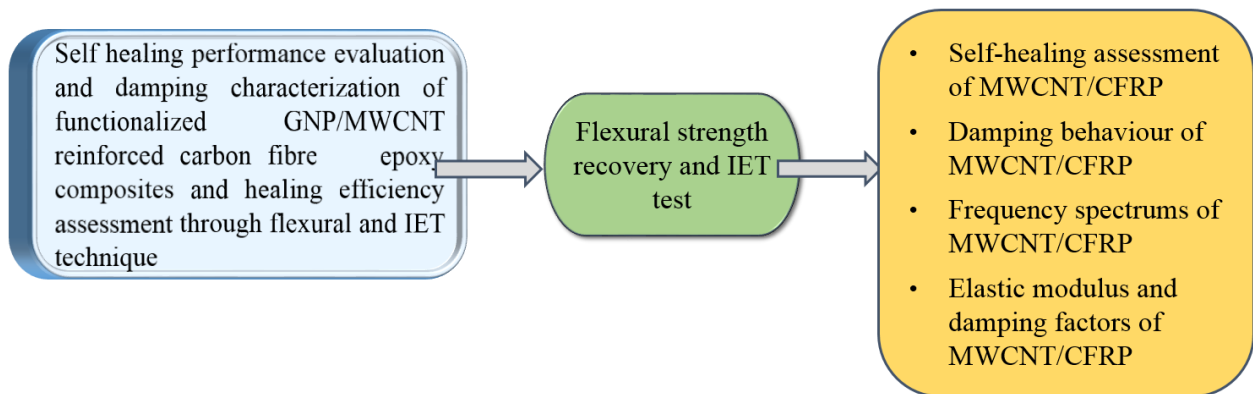 Self healing performance evaluation
and damping characterization of
functionalized GNP/MWCNT
reinforced carbon fibre epoxy
composites and healing efficiency
assessment through flexural and IET
technique
Flexural strength
recovery and IET
test
• Self-healing assessment
of MWCNT/CFRP
• Damping behaviour of
MWCNT/CFRP
• Frequency spectrums of
MWCNT/CFRP
• Elastic modulus and
damping factors of
MWCNT/CFRP